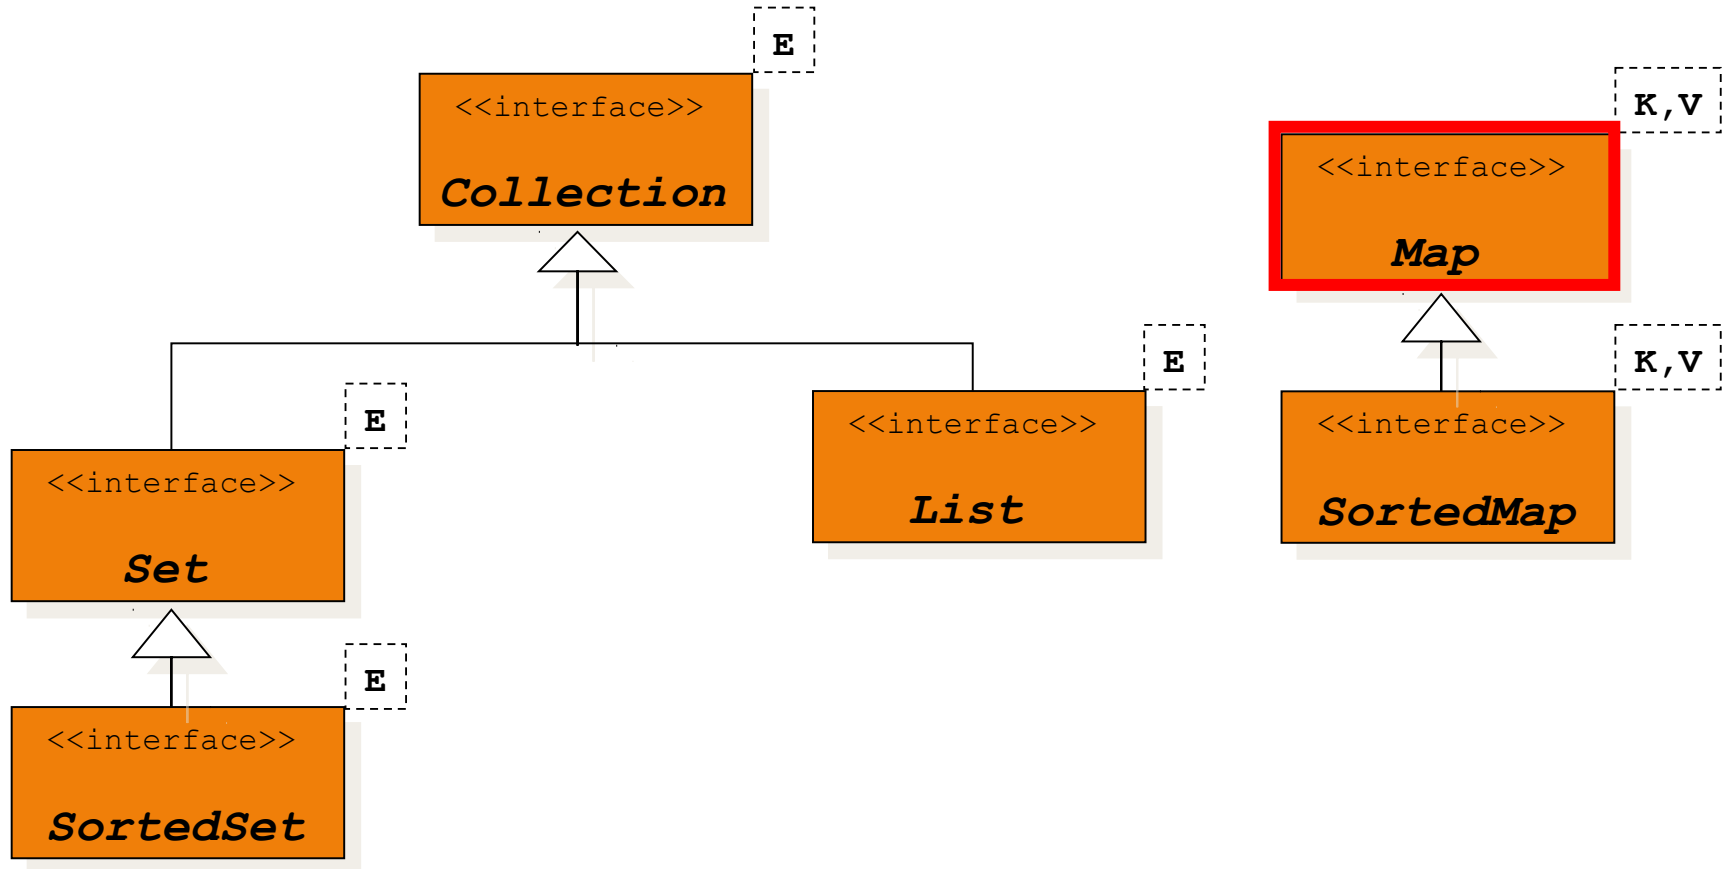 E
<<interface>>
Collection
K,V
<<interface>>
Map
E
<<interface>>
Set
E
<<interface>>
List
K,V
<<interface>>
SortedMap
E
<<interface>>
SortedSet